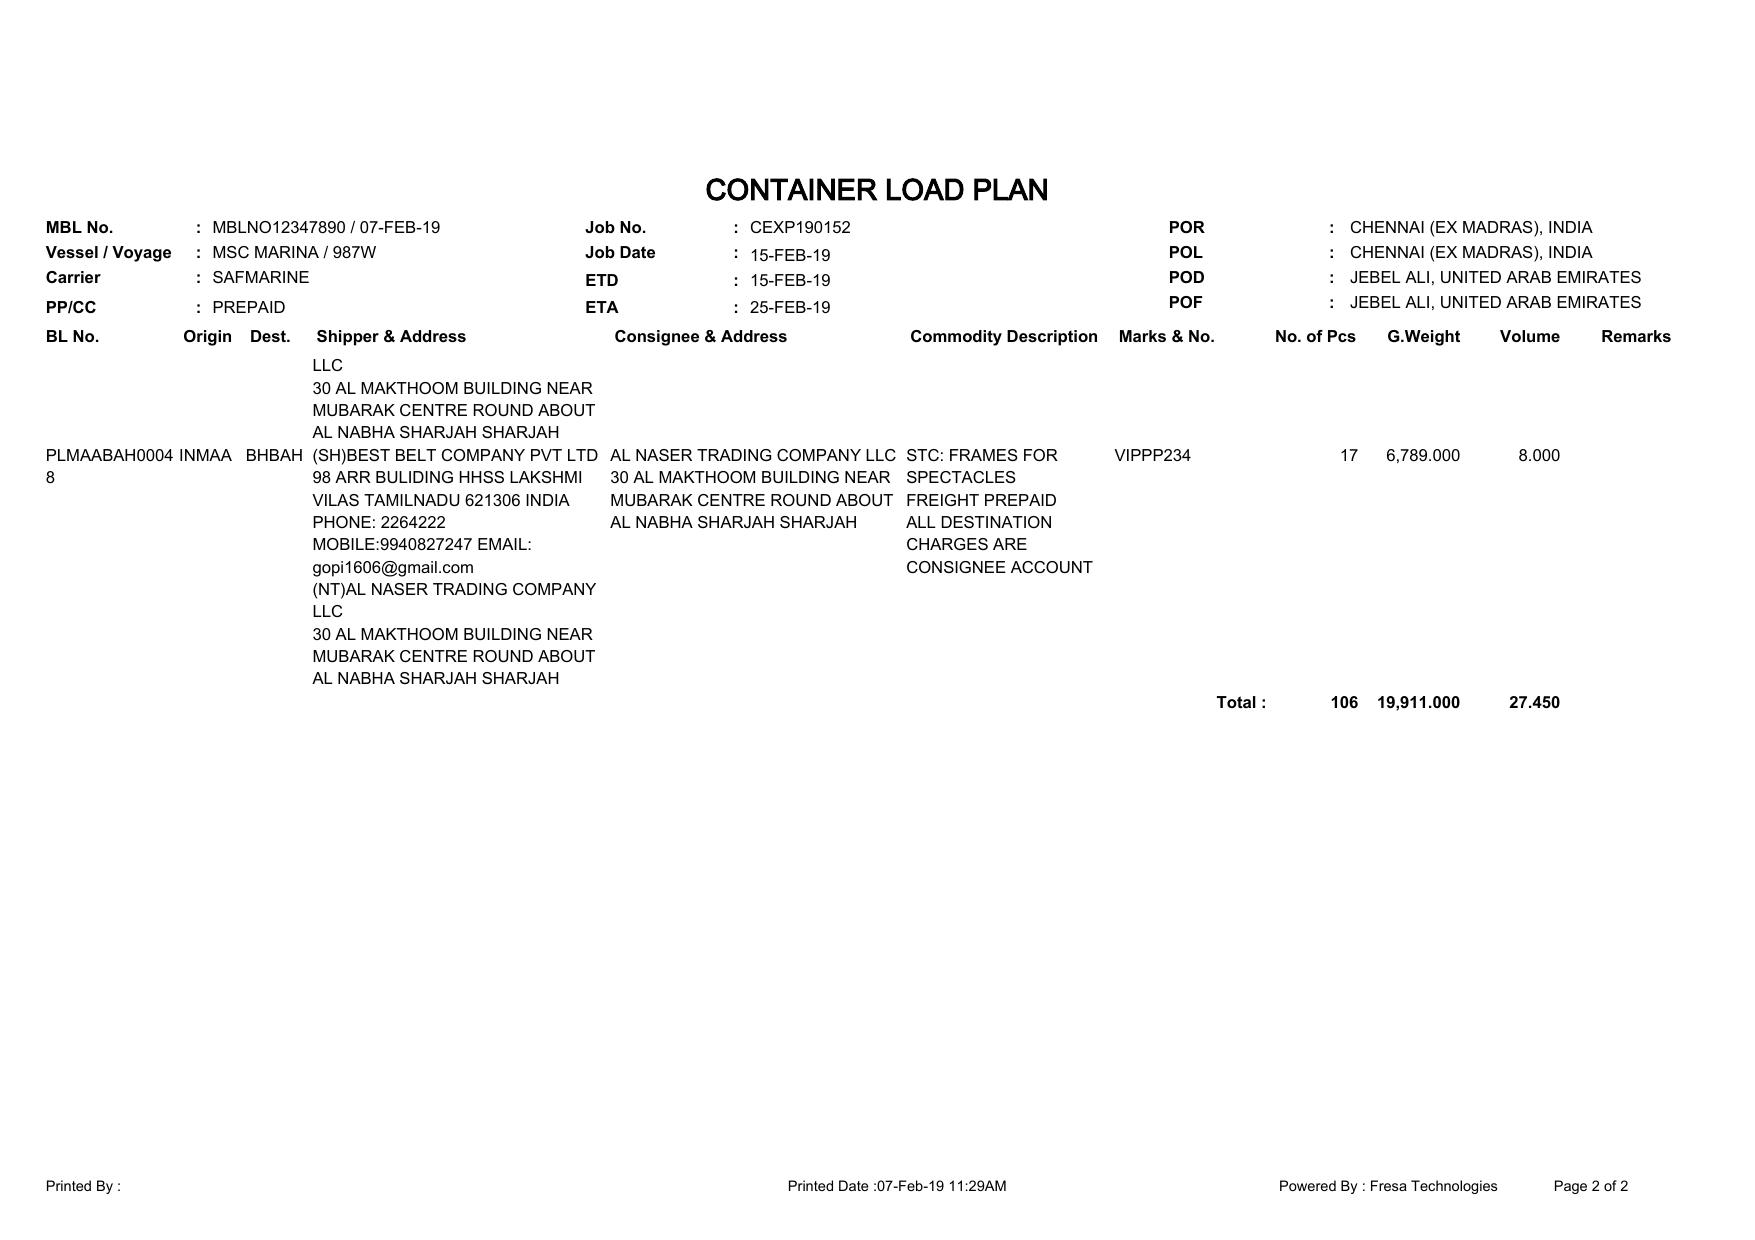 CONTAINER LOAD PLAN
MBL No. : MBLNO12347890 / 07-FEB-19 Job No. : CEXP190152 POR : CHENNAI (EX MADRAS), INDIA
Vessel / Voyage : MSC MARINA / 987W Job Date : 15-FEB-19 POL : CHENNAI (EX MADRAS), INDIA
Carrier : SAFMARINE ETD : 15-FEB-19 POD : JEBEL ALI, UNITED ARAB EMIRATES
PP/CC : PREPAID ETA : 25-FEB-19 POF : JEBEL ALI, UNITED ARAB EMIRATES
BL No. Origin Dest. Shipper & Address Consignee & Address Commodity Description Marks & No. No. of Pcs G.Weight Volume Remarks
LLC
30 AL MAKTHOOM BUILDING NEAR
MUBARAK CENTRE ROUND ABOUT
AL NABHA SHARJAH SHARJAH
PLMAABAH0004 INMAA BHBAH (SH)BEST BELT COMPANY PVT LTD AL NASER TRADING COMPANY LLC STC: FRAMES FOR VIPPP234 17 6,789.000 8.000
8 98 ARR BULIDING HHSS LAKSHMI 30 AL MAKTHOOM BUILDING NEAR SPECTACLES
VILAS TAMILNADU 621306 INDIA MUBARAK CENTRE ROUND ABOUT FREIGHT PREPAID
PHONE: 2264222 AL NABHA SHARJAH SHARJAH ALL DESTINATION
MOBILE:9940827247 EMAIL: CHARGES ARE
gopi1606@gmail.com CONSIGNEE ACCOUNT
(NT)AL NASER TRADING COMPANY
LLC
30 AL MAKTHOOM BUILDING NEAR
MUBARAK CENTRE ROUND ABOUT
AL NABHA SHARJAH SHARJAH
Total : 106 19,911.000 27.450
Printed By : Printed Date :07-Feb-19 11:29AM Powered By : Fresa Technologies Page 2 of 2